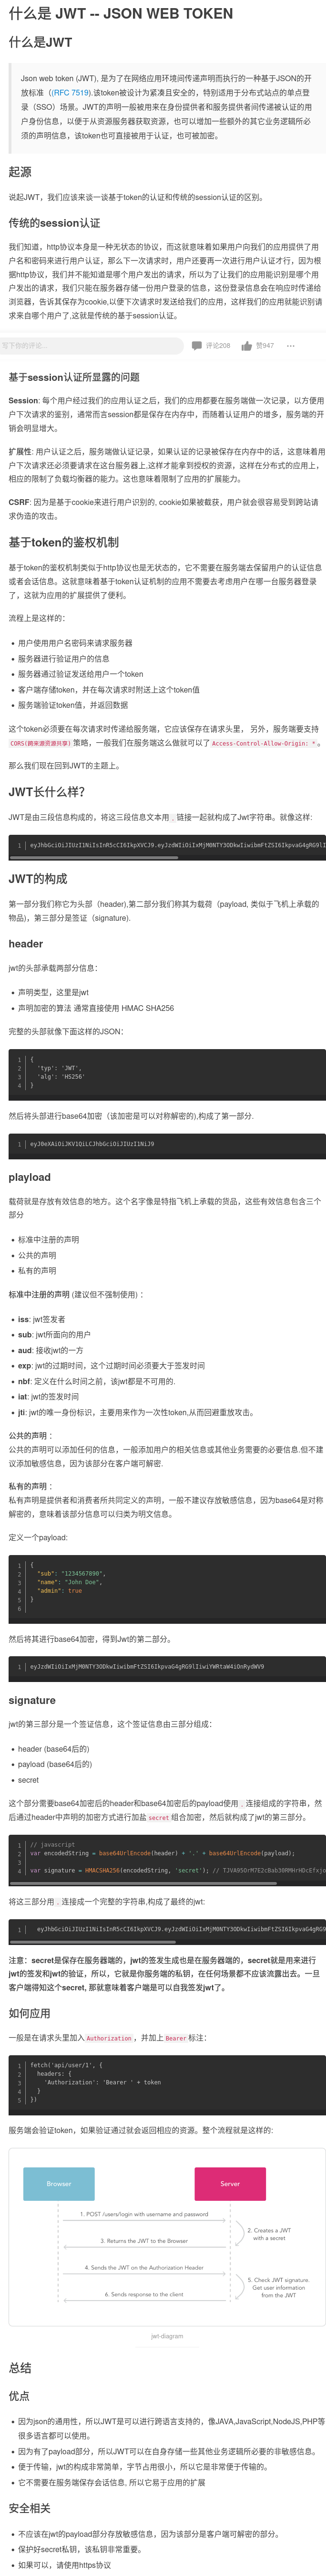 什么是 JWT -- JSON WEB TOKEN
什么是JWT
Json web token (JWT), 是为了在网络应用环境间传递声明而执行的一种基于JSON的开
放标准（(RFC 7519).该token被设计为紧凑且安全的，特别适用于分布式站点的单点登
录（SSO）场景。JWT的声明一般被用来在身份提供者和服务提供者间传递被认证的用
户身份信息，以便于从资源服务器获取资源，也可以增加一些额外的其它业务逻辑所必
须的声明信息，该token也可直接被用于认证，也可被加密。
起源
说起JWT，我们应该来谈一谈基于token的认证和传统的session认证的区别。
传统的session认证
我们知道，http协议本身是一种无状态的协议，而这就意味着如果用户向我们的应用提供了用
户名和密码来进行用户认证，那么下一次请求时，用户还要再一次进行用户认证才行，因为根
据http协议，我们并不能知道是哪个用户发出的请求，所以为了让我们的应用能识别是哪个用
户发出的请求，我们只能在服务器存储一份用户登录的信息，这份登录信息会在响应时传递给
浏览器，告诉其保存为cookie,以便下次请求时发送给我们的应用，这样我们的应用就能识别请
求来自哪个用户了,这就是传统的基于session认证。
写下你的评论...
评论208
赞947
...
基于session认证所显露的问题
Session: 每个用户经过我们的应用认证之后，我们的应用都要在服务端做一次记录，以方便用
户下次请求的鉴别，通常而言session都是保存在内存中，而随着认证用户的增多，服务端的开
销会明显增大。
扩展性: 用户认证之后，服务端做认证记录，如果认证的记录被保存在内存中的话，这意味着用
户下次请求还必须要请求在这台服务器上,这样才能拿到授权的资源，这样在分布式的应用上，
相应的限制了负载均衡器的能力。这也意味着限制了应用的扩展能力。
CSRF: 因为是基于cookie来进行用户识别的, cookie如果被截获，用户就会很容易受到跨站请
求伪造的攻击。
基于token的鉴权机制
基于token的鉴权机制类似于http协议也是无状态的，它不需要在服务端去保留用户的认证信息
或者会话信息。这就意味着基于token认证机制的应用不需要去考虑用户在哪一台服务器登录
了，这就为应用的扩展提供了便利。
流程上是这样的：
• 用户使用用户名密码来请求服务器
• 服务器进行验证用户的信息
• 服务器通过验证发送给用户一个token
• 客户端存储token，并在每次请求时附送上这个token值
• 服务端验证token值，并返回数据
这个token必须要在每次请求时传递给服务端，它应该保存在请求头里， 另外，服务端要支持
CORS(跨来源资源共享) 策略，一般我们在服务端这么做就可以了 Access-Control-Allow-Origin: * 。
那么我们现在回到JWT的主题上。
JWT长什么样？
JWT是由三段信息构成的，将这三段信息文本用 . 链接一起就构成了Jwt字符串。就像这样:
1
JWT的构成
第一部分我们称它为头部（header),第二部分我们称其为载荷（payload, 类似于飞机上承载的
物品)，第三部分是签证（signature).
header
jwt的头部承载两部分信息：
• 声明类型，这里是jwt
• 声明加密的算法 通常直接使用 HMAC SHA256
完整的头部就像下面这样的JSON：
1 {
2 'typ': 'JWT',
3 'alg': 'HS256'
4 }
然后将头部进行base64加密（该加密是可以对称解密的),构成了第一部分.
1 eyJ0eXAiOiJKV1QiLCJhbGciOiJIUzI1NiJ9
playload
载荷就是存放有效信息的地方。这个名字像是特指飞机上承载的货品，这些有效信息包含三个
部分
• 标准中注册的声明
• 公共的声明
• 私有的声明
标准中注册的声明 (建议但不强制使用) ：
• iss: jwt签发者
• sub: jwt所面向的用户
• aud: 接收jwt的一方
• exp: jwt的过期时间，这个过期时间必须要大于签发时间
• nbf: 定义在什么时间之前，该jwt都是不可用的.
• iat: jwt的签发时间
• jti: jwt的唯一身份标识，主要用来作为一次性token,从而回避重放攻击。
公共的声明 ：
公共的声明可以添加任何的信息，一般添加用户的相关信息或其他业务需要的必要信息.但不建
议添加敏感信息，因为该部分在客户端可解密.
私有的声明 ：
私有声明是提供者和消费者所共同定义的声明，一般不建议存放敏感信息，因为base64是对称
解密的，意味着该部分信息可以归类为明文信息。
定义一个payload:
1 {
2 "sub": "1234567890",
3 "name": "John Doe",
4 "admin": true
5 }
6
然后将其进行base64加密，得到Jwt的第二部分。
1 eyJzdWIiOiIxMjM0NTY3ODkwIiwibmFtZSI6IkpvaG4gRG9lIiwiYWRtaW4iOnRydWV9
signature
jwt的第三部分是一个签证信息，这个签证信息由三部分组成：
• header (base64后的)
• payload (base64后的)
• secret
这个部分需要base64加密后的header和base64加密后的payload使用 . 连接组成的字符串，然
后通过header中声明的加密方式进行加盐 secret 组合加密，然后就构成了jwt的第三部分。
1 // javascript
2 var encodedString = base64UrlEncode(header) + '.' + base64UrlEncode(payload);
3
4 var signature = HMACSHA256(encodedString, 'secret'); //
将这三部分用 . 连接成一个完整的字符串,构成了最终的jwt:
1
注意：secret是保存在服务器端的，jwt的签发生成也是在服务器端的，secret就是用来进行
jwt的签发和jwt的验证，所以，它就是你服务端的私钥，在任何场景都不应该流露出去。一旦
客户端得知这个secret, 那就意味着客户端是可以自我签发jwt了。
如何应用
一般是在请求头里加入 Authorization ，并加上 Bearer 标注：
1 fetch('api/user/1', {
2 headers: {
3 'Authorization': 'Bearer ' + token
4 }
5 })
服务端会验证token，如果验证通过就会返回相应的资源。整个流程就是这样的:
Browser
Server
1. POST /users/login with username and password
2. Creates a JWT
with a secret
3. Returns the JWT to the Browser
4. Sends the JWT on the Authorization Header
5. Check JWT signature.
Get user information
from the JWT
6. Sends response to the client
jwt-diagram
总结
优点
• 因为json的通用性，所以JWT是可以进行跨语言支持的，像JAVA,JavaScript,NodeJS,PHP等
很多语言都可以使用。
• 因为有了payload部分，所以JWT可以在自身存储一些其他业务逻辑所必要的非敏感信息。
• 便于传输，jwt的构成非常简单，字节占用很小，所以它是非常便于传输的。
• 它不需要在服务端保存会话信息, 所以它易于应用的扩展
安全相关
• 不应该在jwt的payload部分存放敏感信息，因为该部分是客户端可解密的部分。
• 保护好secret私钥，该私钥非常重要。
• 如果可以，请使用https协议